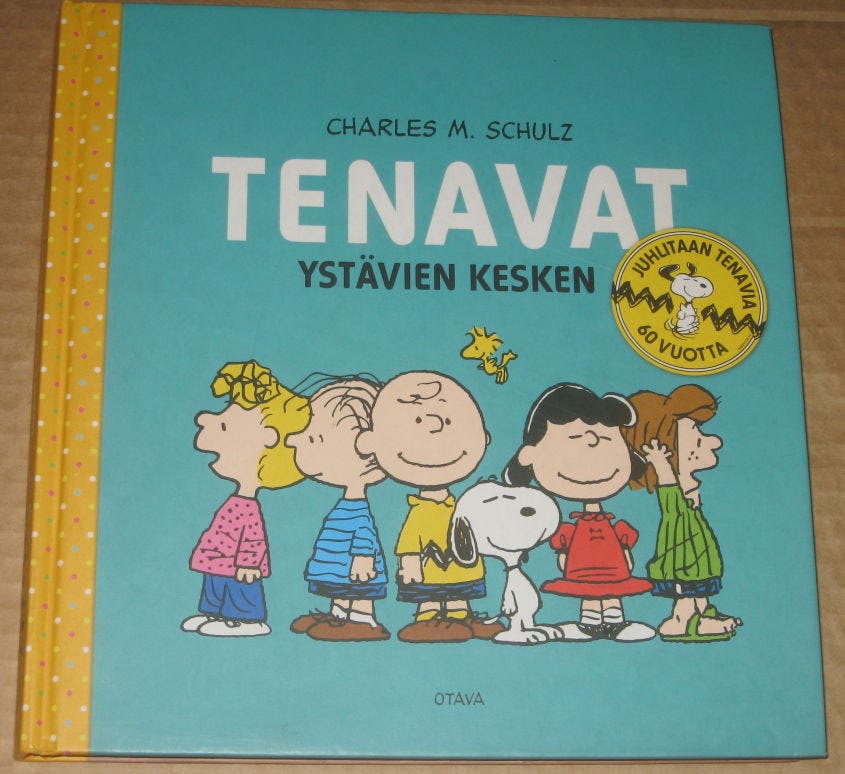 CHARLES M. SCHULZ
TENAVAT
YSTÄVIEN KESKEN
JUHLITAAN TENAVIA
60 VUOTTA
OTAVA